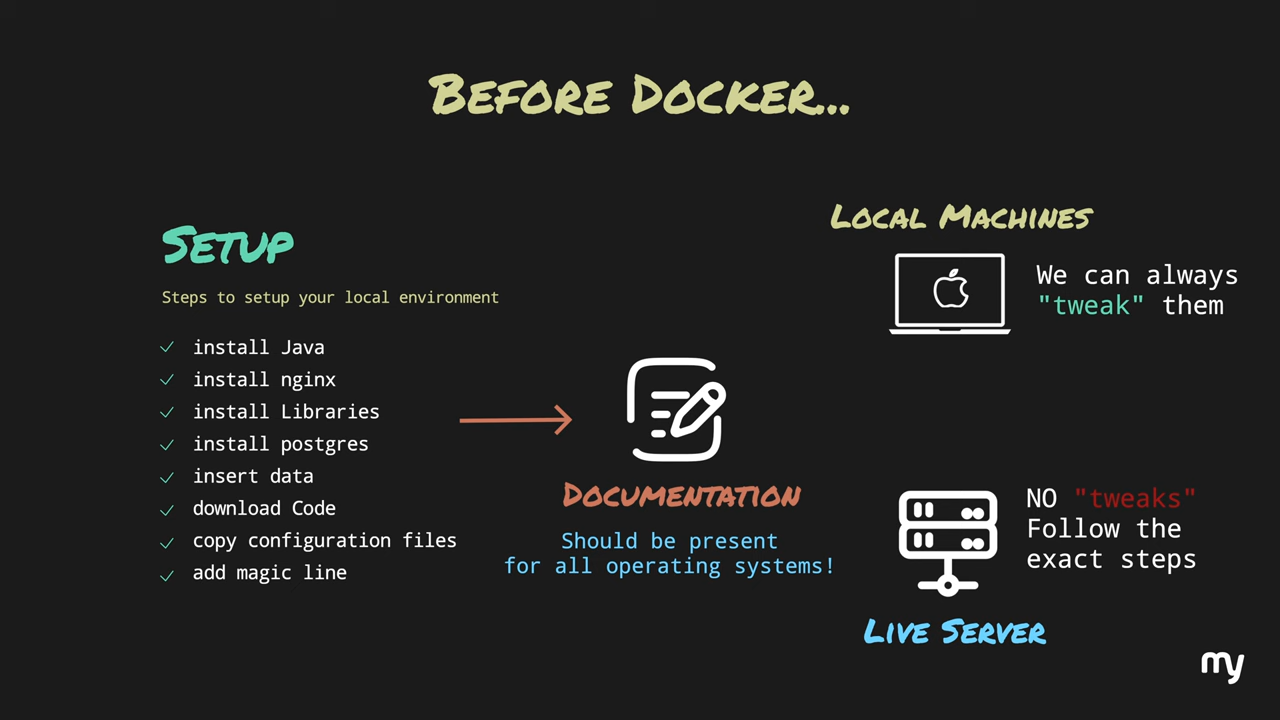 BEFORE DOCKER...
SETUP
Steps to setup your local environment
install Java
install nginx
install Libraries
install postgres
insert data
download Code
copy configuration files
add magic line
DOCUMENTATION
Should be present
for all operating systems!
LOCAL MACHINES
We can always
"tweak" them
NO "tweaks"
Follow the
exact steps
LIVE SERVER
my